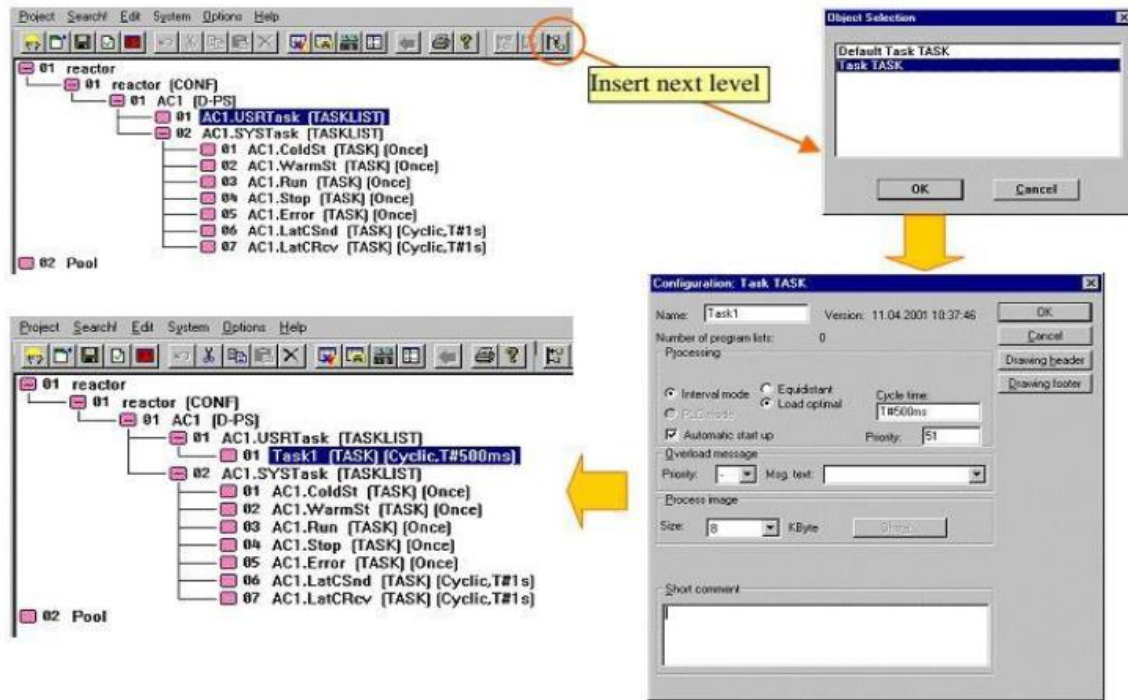 Project Search! Edit System Options Help
01 reactor
01 reactor [CONF]
01 AC1 [D-PS]
01 AC1.USRTask [TASKLIST]
02 AC1.SYSTask [TASKLIST]
01 AC1.ColdSt [TASK] [Once]
02 AC1.WarmSt [TASK] [Once]
03 AC1.Run [TASK] [Once]
04 AC1.Stop [TASK] [Once]
05 AC1.Error [TASK] [Once]
06 AC1.LatCSnd [TASK] [Cyclic,T#1s]
07 AC1.LatCRcv [TASK] [Cyclic,T#1s]
02 Pool
Insert next level
Object Selection
Default Task TASK
Task TASK
OK Cancel
Configuration: Task TASK
Name: Task1 Version: 11.04.2001 10:37:46 OK
Number of program lists: 0 Cancel
Drawing header
Drawing footer
Processing
Interval mode Equidistant Cycle time:
Load optimal T#500ms
Automatic start up Priority: 51
Overload message
Priority: - Msg. text:
Process image
Size: 8 KByte
Short comment
Project Search! Edit System Options Help
01 reactor
01 reactor [CONF]
01 AC1 [D-PS]
01 AC1.USRTask [TASKLIST]
01 Task1 [TASK] [Cyclic,T#500ms]
02 AC1.SYSTask [TASKLIST]
01 AC1.ColdSt [TASK] [Once]
02 AC1.WarmSt [TASK] [Once]
03 AC1.Run [TASK] [Once]
04 AC1.Stop [TASK] [Once]
05 AC1.Error [TASK] [Once]
06 AC1.LatCSnd [TASK] [Cyclic,T#1s]
07 AC1.LatCRcv [TASK] [Cyclic,T#1s]
02 Pool